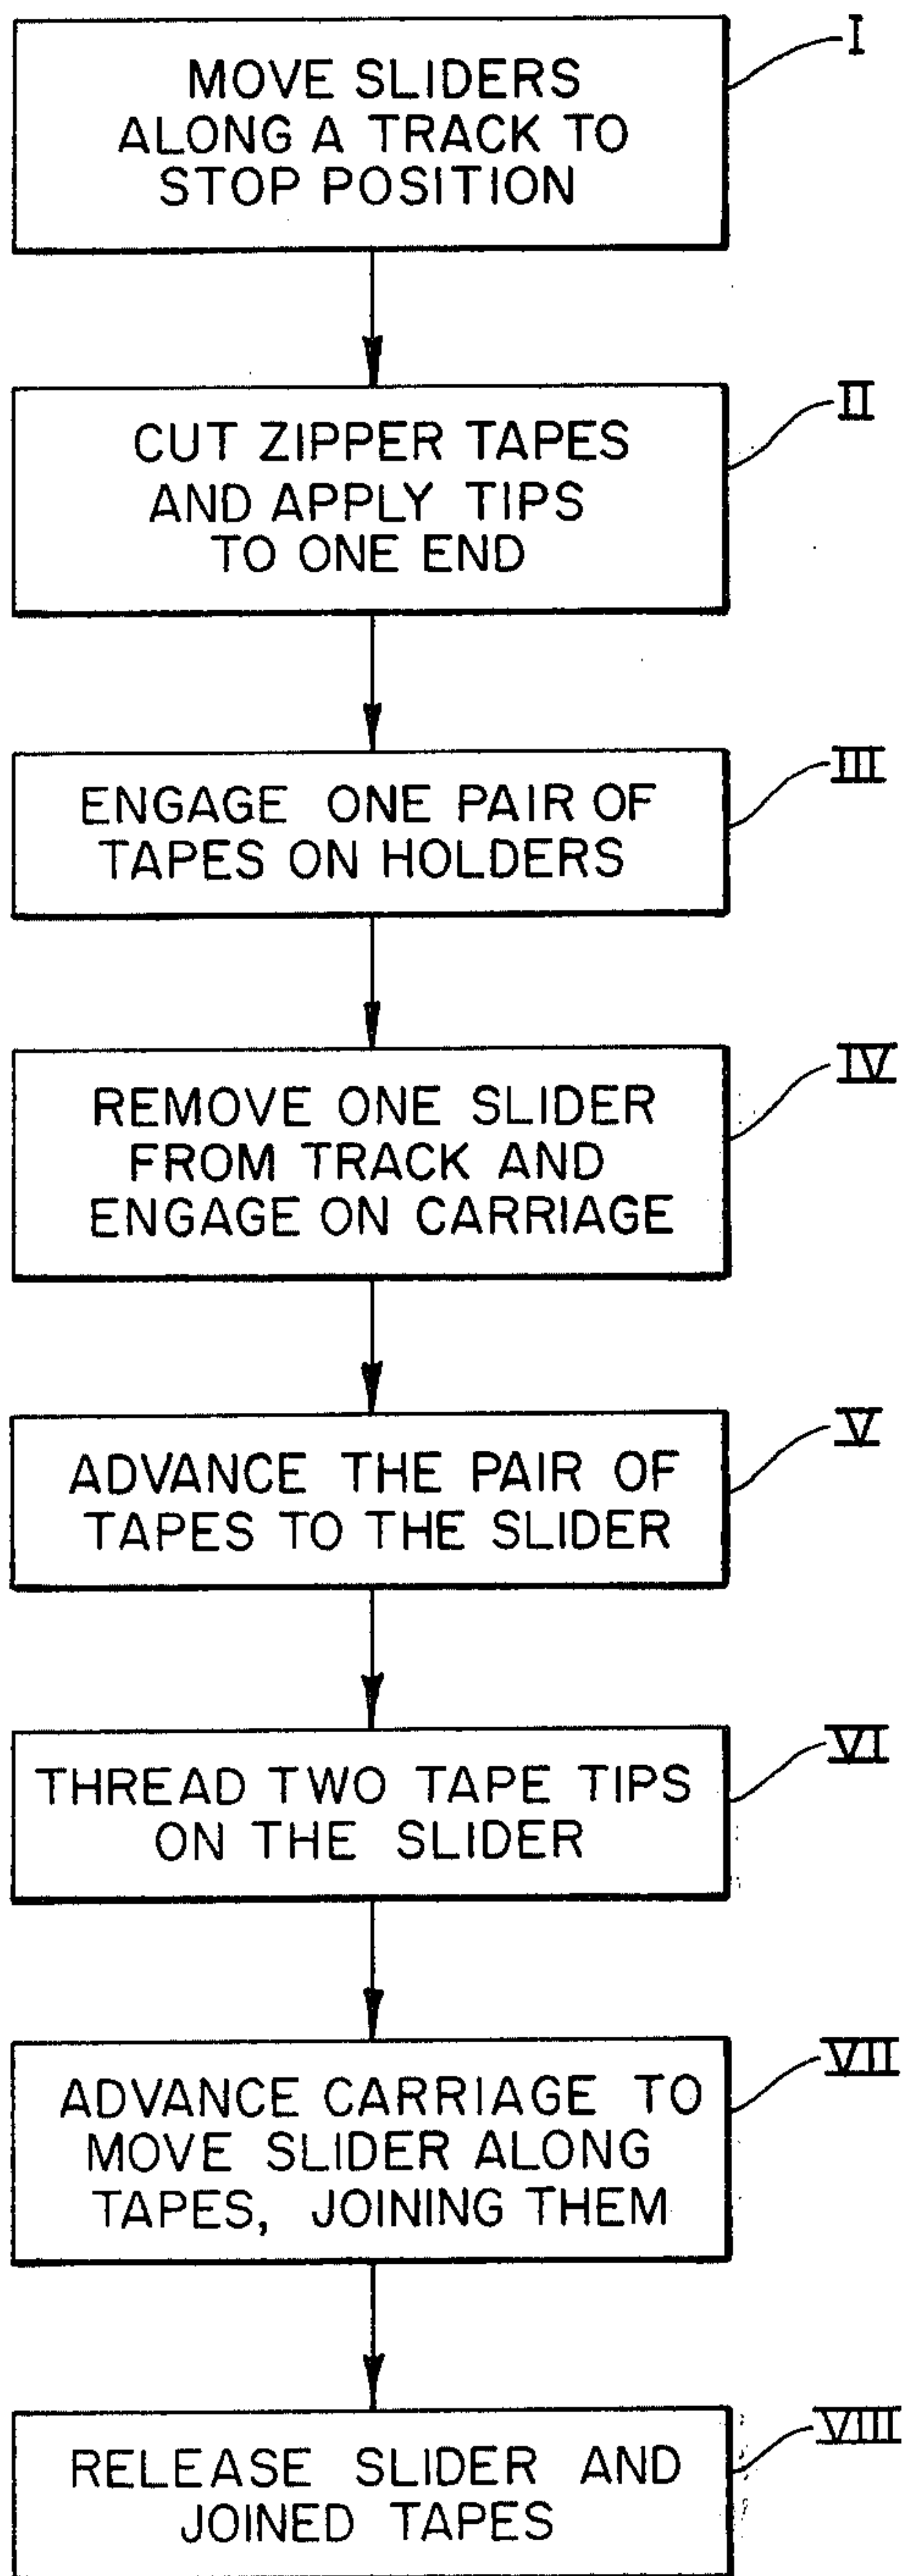 I
MOVE SLIDERS
ALONG A TRACK TO
STOP POSITION
II
CUT ZIPPER TAPES
AND APPLY TIPS
TO ONE END
III
ENGAGE ONE PAIR OF
TAPES ON HOLDERS
IV
REMOVE ONE SLIDER
FROM TRACK AND
ENGAGE ON CARRIAGE
V
ADVANCE THE PAIR OF
TAPES TO THE SLIDER
VI
THREAD TWO TAPE TIPS
ON THE SLIDER
VII
ADVANCE CARRIAGE TO
MOVE SLIDER ALONG
TAPES, JOINING THEM
VIII
RELEASE SLIDER AND
JOINED TAPES